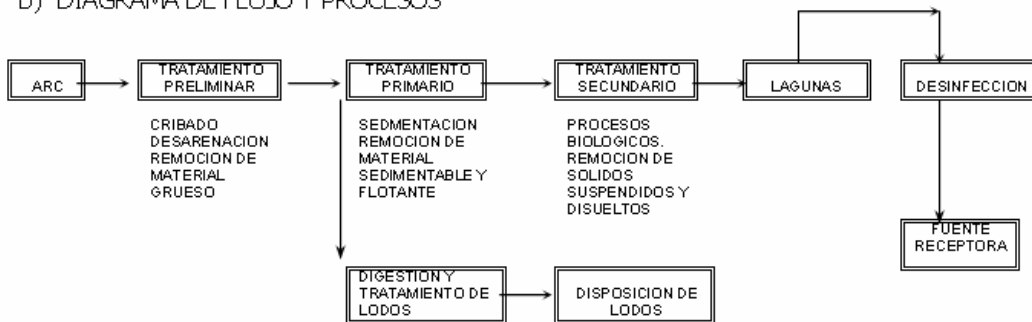 b) DIAGRAMA DE FLUJO Y PROCESOS
ARC
TRATAMIENTO
PRELIMINAR
TRATAMIENTO
PRIMARIO
TRATAMIENTO
SECUNDARIO
LAGUNAS
DESINFECCION
CRIBADO
DESARENACION
REMOCION DE
MATERIAL
GRUESO
SEDMENTACION
REMOCION DE
MATERIAL
SEDIMENTABLE Y
FLOTANTE
PROCESOS
BIOLOGICOS.
REMOCION DE
SOLIDOS
SUSPENDIDOS Y
DISUELTOS
FUENTE
RECEPTORA
DIGESTION Y
TRATAMIENTO DE
LODOS
DISPOSICION DE
LODOS